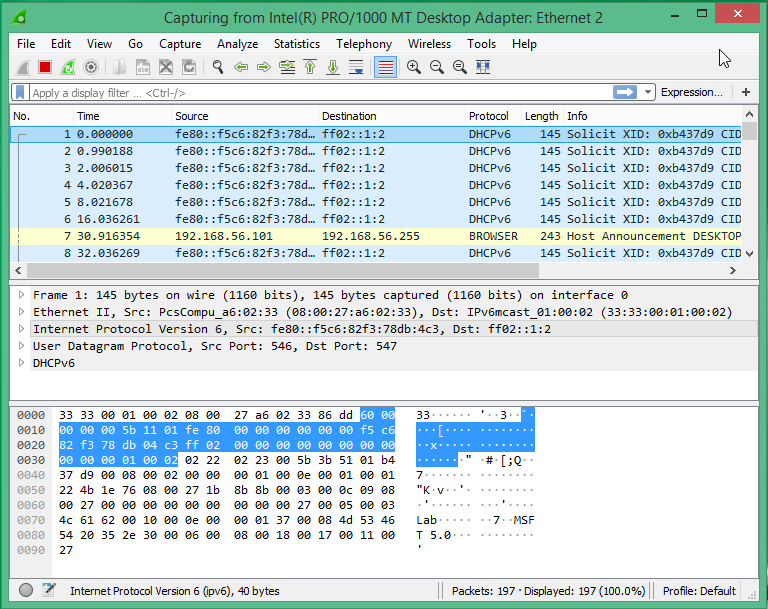 Capturing from Intel(R) PRO/1000 MT Desktop Adapter: Ethernet 2
File Edit View Go Capture Analyze Statistics Telephony Wireless Tools Help
Apply a display filter ... <Ctrl-/> Expression... +
No. Time Source Destination Protocol Length Info
1 0.000000 fe80::f5c6:82f3:78d… ff02::1:2 DHCPv6 145 Solicit XID: 0xb437d9 CID
2 0.990188 fe80::f5c6:82f3:78d… ff02::1:2 DHCPv6 145 Solicit XID: 0xb437d9 CID
3 2.006015 fe80::f5c6:82f3:78d… ff02::1:2 DHCPv6 145 Solicit XID: 0xb437d9 CID
4 4.020367 fe80::f5c6:82f3:78d… ff02::1:2 DHCPv6 145 Solicit XID: 0xb437d9 CID
5 8.021678 fe80::f5c6:82f3:78d… ff02::1:2 DHCPv6 145 Solicit XID: 0xb437d9 CID
6 16.036261 fe80::f5c6:82f3:78d… ff02::1:2 DHCPv6 145 Solicit XID: 0xb437d9 CID
7 30.916354 192.168.56.101 192.168.56.255 BROWSER 243 Host Announcement DESKTOP
8 32.036269 fe80::f5c6:82f3:78d… ff02::1:2 DHCPv6 145 Solicit XID: 0xb437d9 CID
Frame 1: 145 bytes on wire (1160 bits), 145 bytes captured (1160 bits) on interface 0
Ethernet II, Src: PcsCompu_a6:02:33 (08:00:27:a6:02:33), Dst: IPv6mcast_01:00:02 (33:33:00:01:00:02)
Internet Protocol Version 6, Src: fe80::f5c6:82f3:78db:4c3, Dst: ff02::1:2
User Datagram Protocol, Src Port: 546, Dst Port: 547
DHCPv6
0000 33 33 00 01 00 02 08 00 27 a6 02 33 86 dd 60 00 33······ '··3··`·
0010 00 00 00 5b 11 01 fe 80 00 00 00 00 00 00 f5 c6 ···[···· ········
0020 82 f3 78 db 04 c3 ff 02 00 00 00 00 00 00 00 00 ··x····· ········
0030 00 00 00 01 00 02 02 22 02 23 00 5b 3b 51 01 b4 ·······" ·#·[;Q··
0040 37 d9 00 08 00 02 00 00 00 01 00 0e 00 01 00 01 7······· ········
0050 22 4b 1e 76 08 00 27 1b 8b 8b 00 03 00 0c 09 08 "K·v··'· ········
0060 00 27 00 00 00 00 00 00 00 00 00 27 00 05 00 03 ·'······ ···'····
0070 4c 61 62 00 10 00 0e 00 00 01 37 00 08 4d 53 46 Lab····· ··7··MSF
0080 54 20 35 2e 30 00 06 00 08 00 18 00 17 00 11 00 T 5.0··· ········
0090 27 '
Internet Protocol Version 6 (ipv6), 40 bytes Packets: 197 · Displayed: 197 (100.0%) Profile: Default